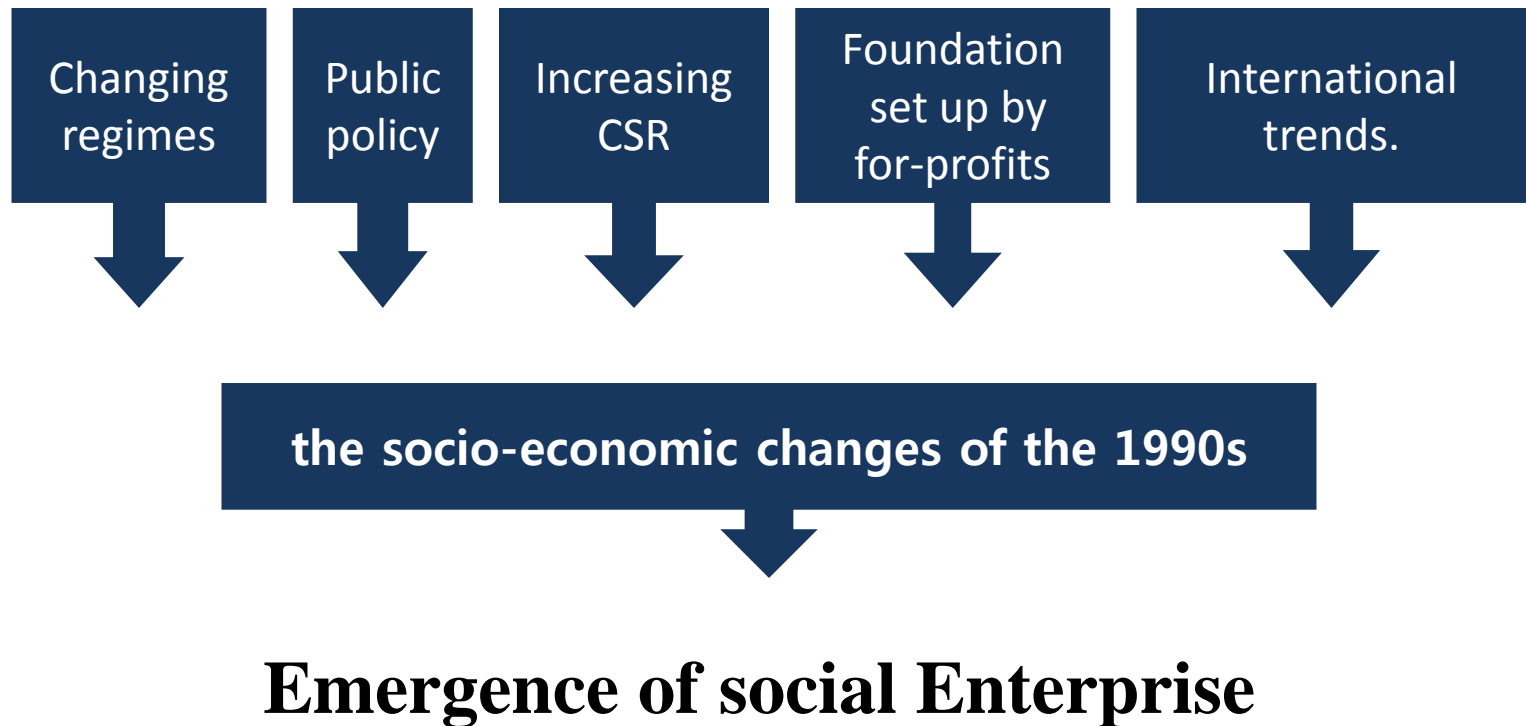 Changing
regimes
Public
policy
Increasing
CSR
Foundation
set up by
for-profits
International
trends.
the socio-economic changes of the 1990s
Emergence of social Enterprise